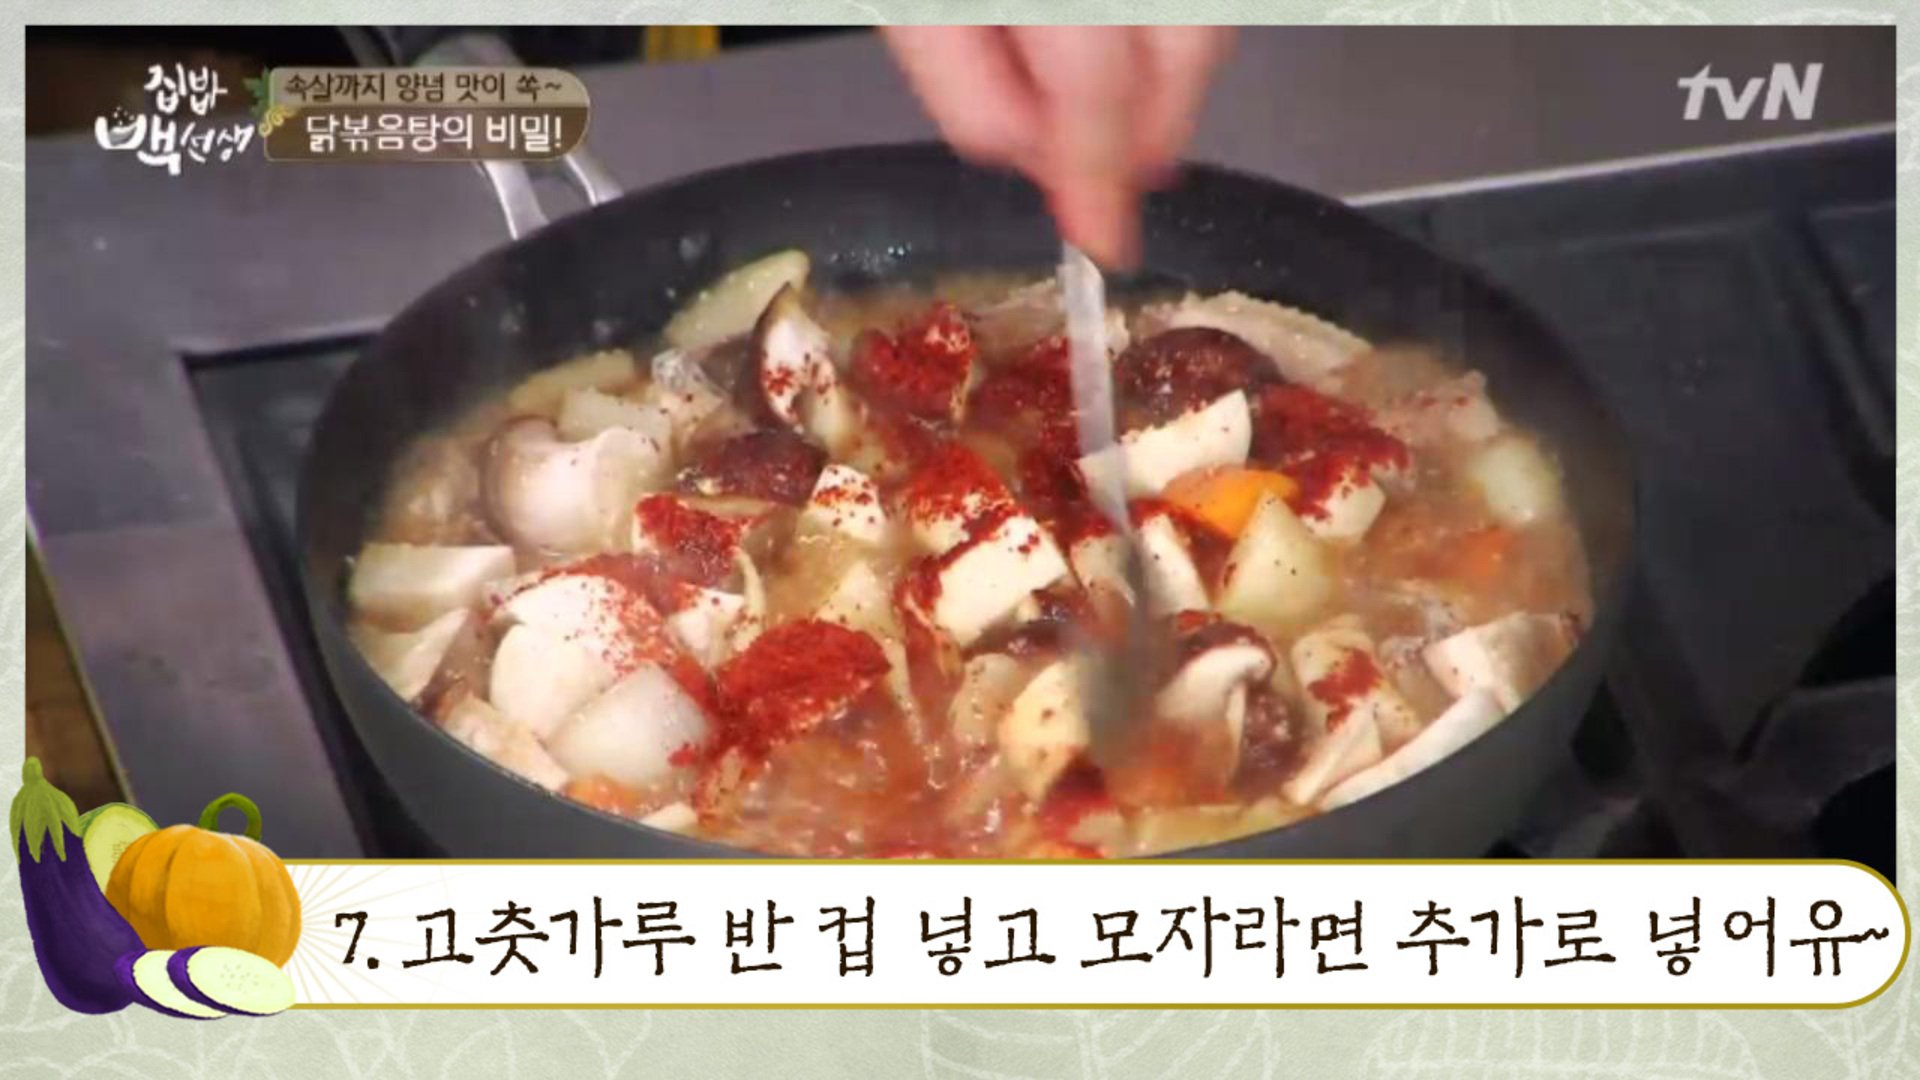 집밥
백선생
속살까지 양념 맛이 쏙~
닭볶음탕의 비밀!
tvN
7. 고춧가루 반 컵 넣고 모자라면 추가로 넣어유~